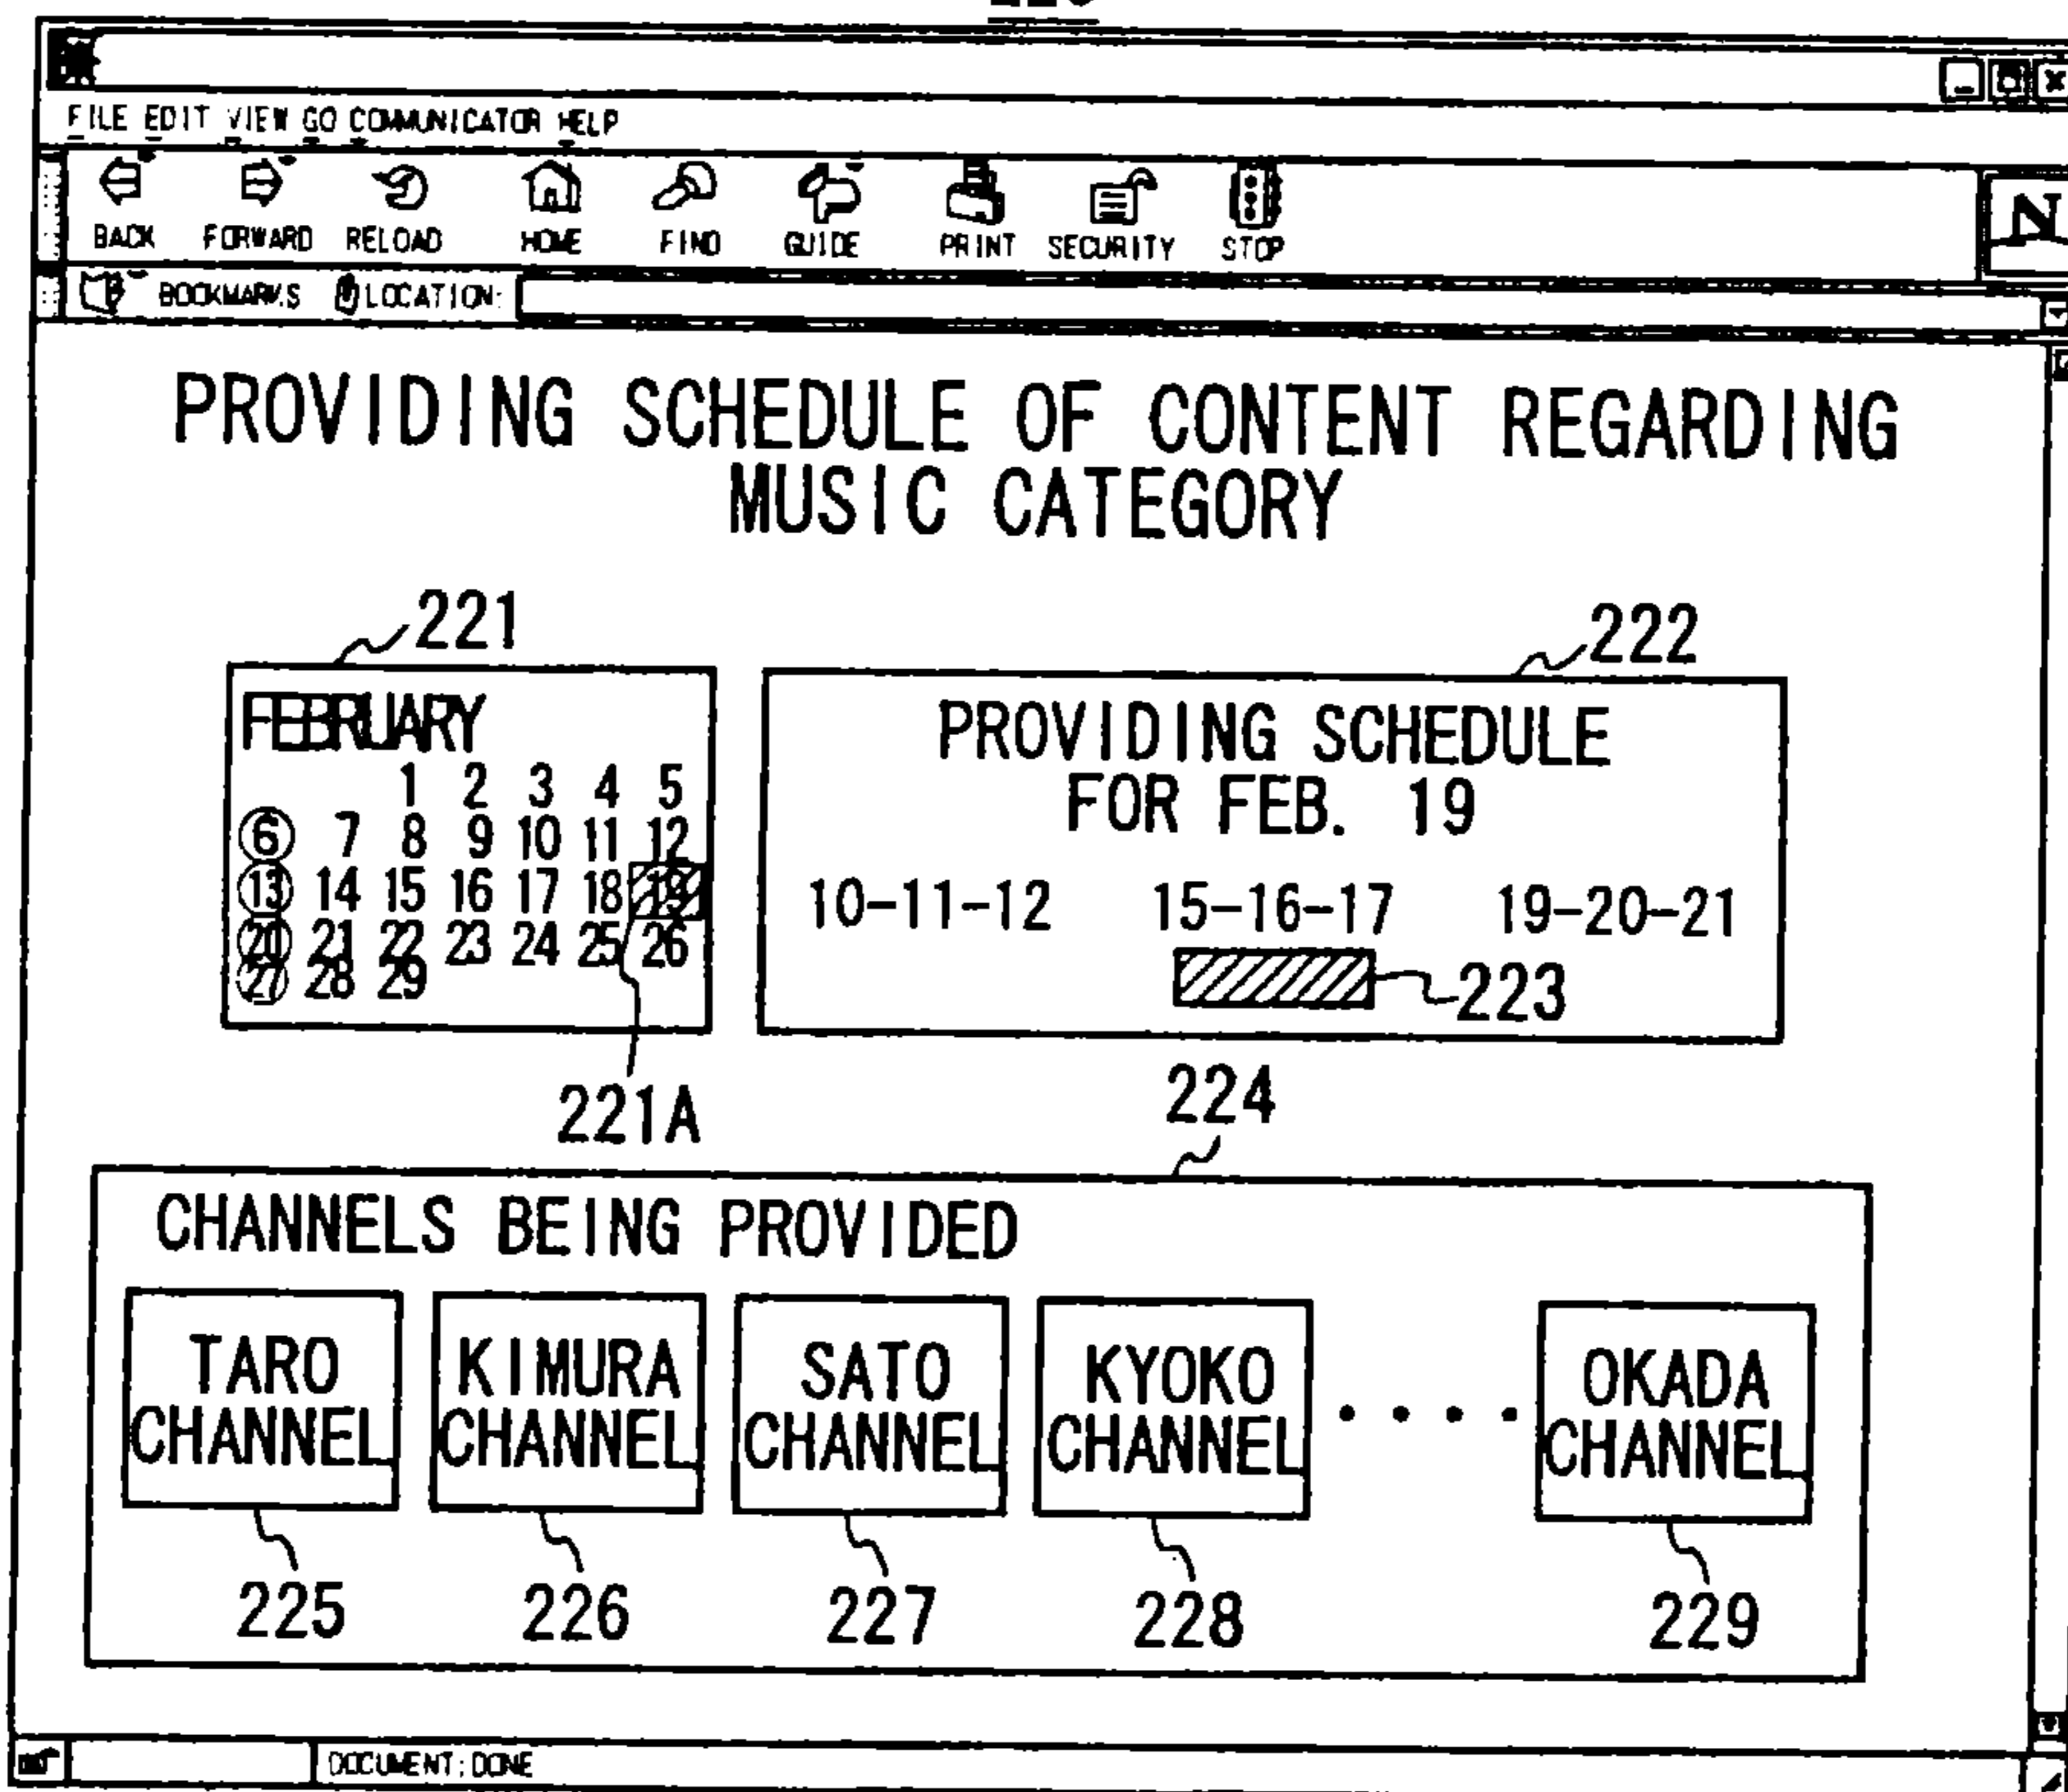 FILE EDIT VIEW GO COMMUNICATOR HELP
BACK FORWARD RELOAD HOME FIND GUIDE PRINT SECURITY STOP
N
BOOKMARKS LOCATION:
PROVIDING SCHEDULE OF CONTENT REGARDING
MUSIC CATEGORY
221
222
FEBRUARY
1 2 3 4 5
6 7 8 9 10 11 12
13 14 15 16 17 18 19
20 21 22 23 24 25 26
27 28 29
221A
PROVIDING SCHEDULE
FOR FEB. 19
10-11-12 15-16-17 19-20-21
223
224
CHANNELS BEING PROVIDED
TARO
CHANNEL
KIMURA
CHANNEL
SATO
CHANNEL
KYOKO
CHANNEL
OKADA
CHANNEL
225 226 227 228 229
DOCUMENT:DONE